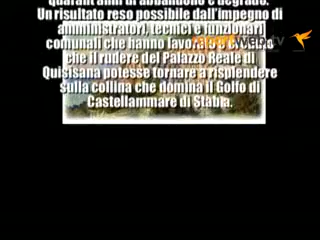 quarant'anni di abbandono e degrado.
Un risultato reso possibile dall'impegno di
amministratori, tecnici e funzionari
comunali che hanno
che il rudere del Palazzo Reale di
Quisisana potesse tornare a risplendere
sulla collina che domina il Golfo di
Castellammare di Stabia.
web.tv